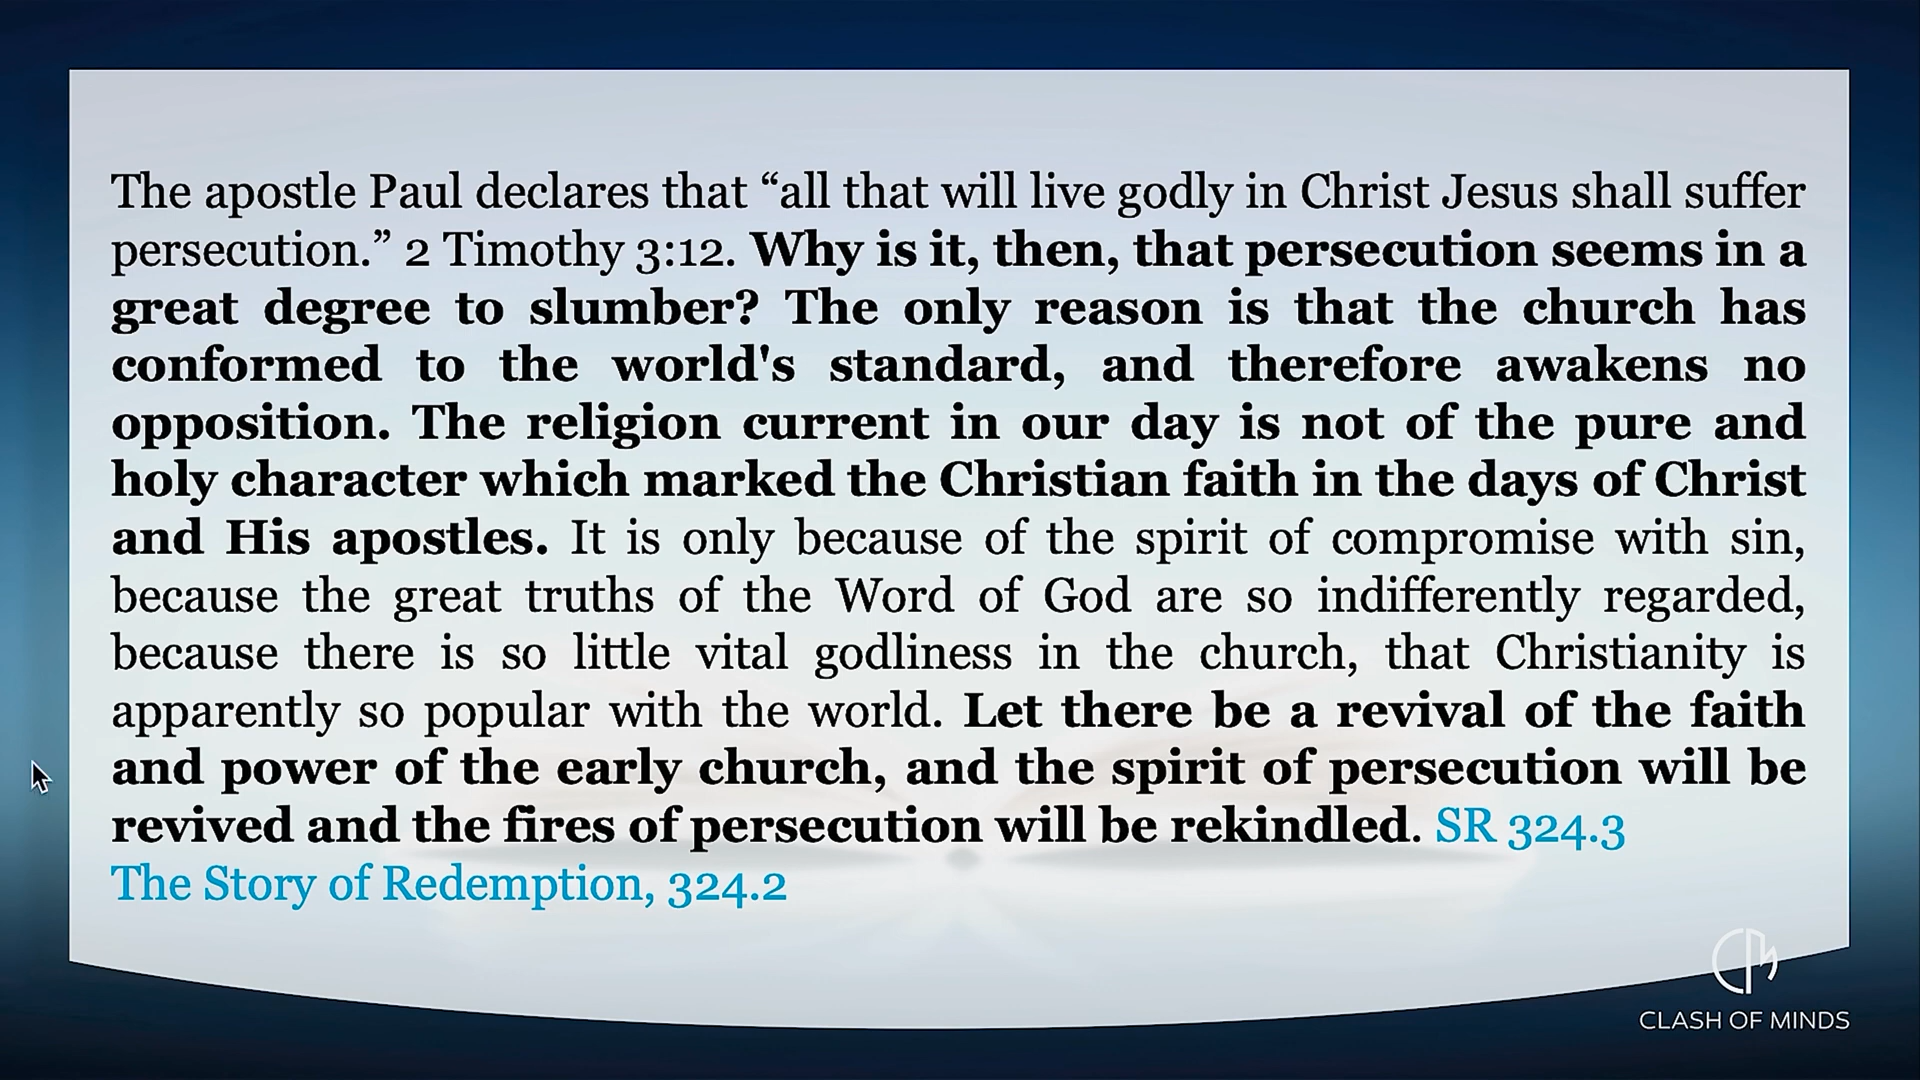 The apostle Paul declares that “all that will live godly in Christ Jesus shall suffer
persecution.” 2 Timothy 3:12. Why is it, then, that persecution seems in a
great degree to slumber? The only reason is that the church has
conformed to the world's standard, and therefore awakens no
opposition. The religion current in our day is not of the pure and
holy character which marked the Christian faith in the days of Christ
and His apostles. It is only because of the spirit of compromise with sin,
because the great truths of the Word of God are so indifferently regarded,
because there is so little vital godliness in the church, that Christianity is
apparently so popular with the world. Let there be a revival of the faith
and power of the early church, and the spirit of persecution will be
revived and the fires of persecution will be rekindled. SR 324.3
The Story of Redemption, 324.2
CLASH OF MINDS